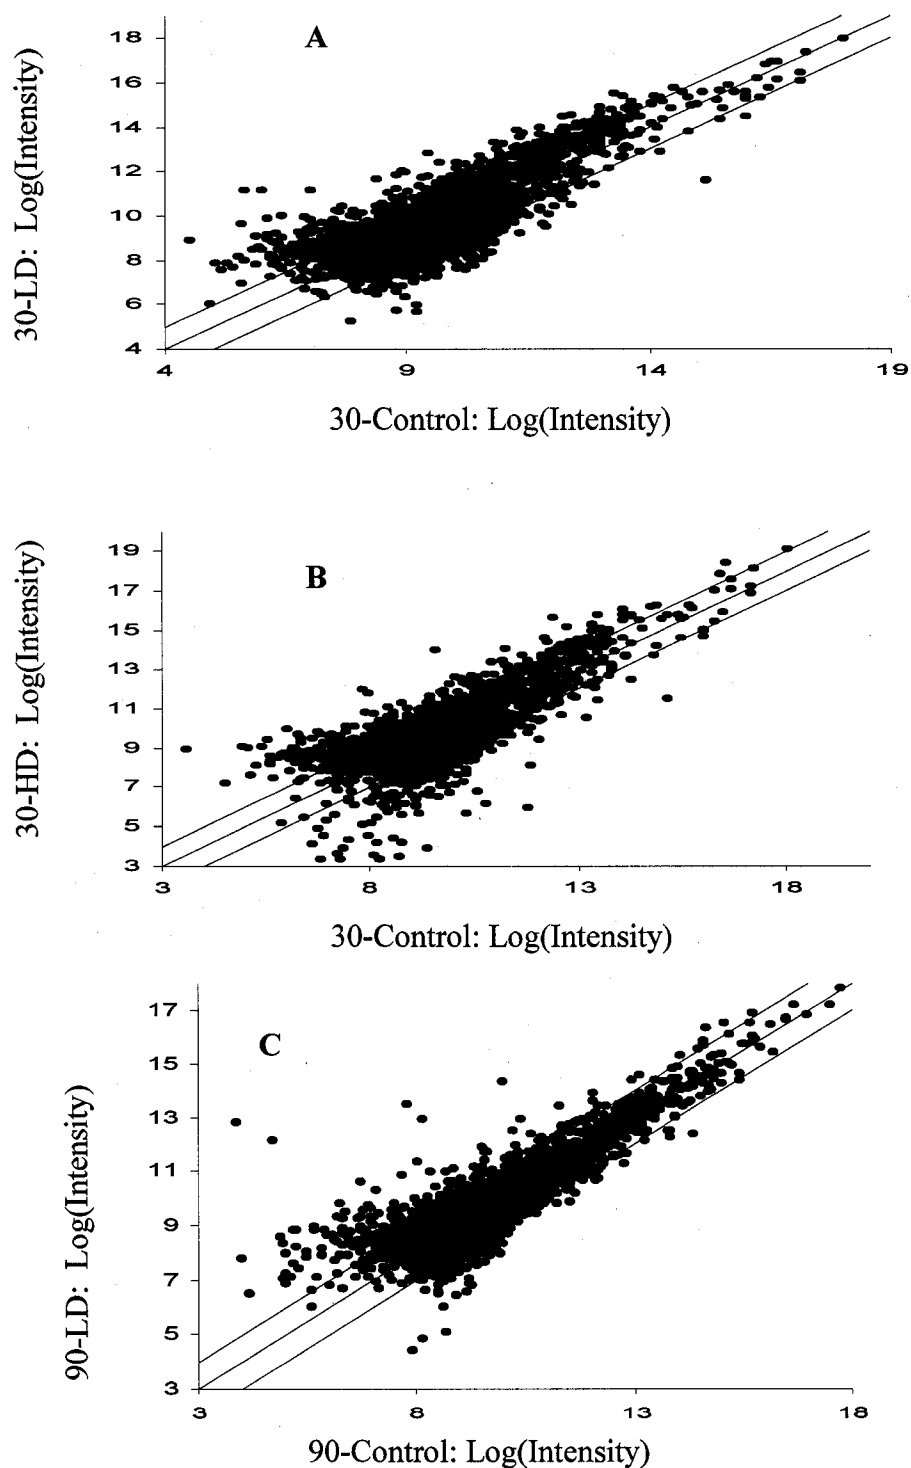 A
30-LD: Log(Intensity)
18
16
14
12
10
8
6
4
4 9 14 19
30-Control: Log(Intensity)
B
30-HD: Log(Intensity)
19
17
15
13
11
9
7
5
3
3 8 13 18
30-Control: Log(Intensity)
C
90-LD: Log(Intensity)
17
15
13
11
9
7
5
3
3 8 13 18
90-Control: Log(Intensity)